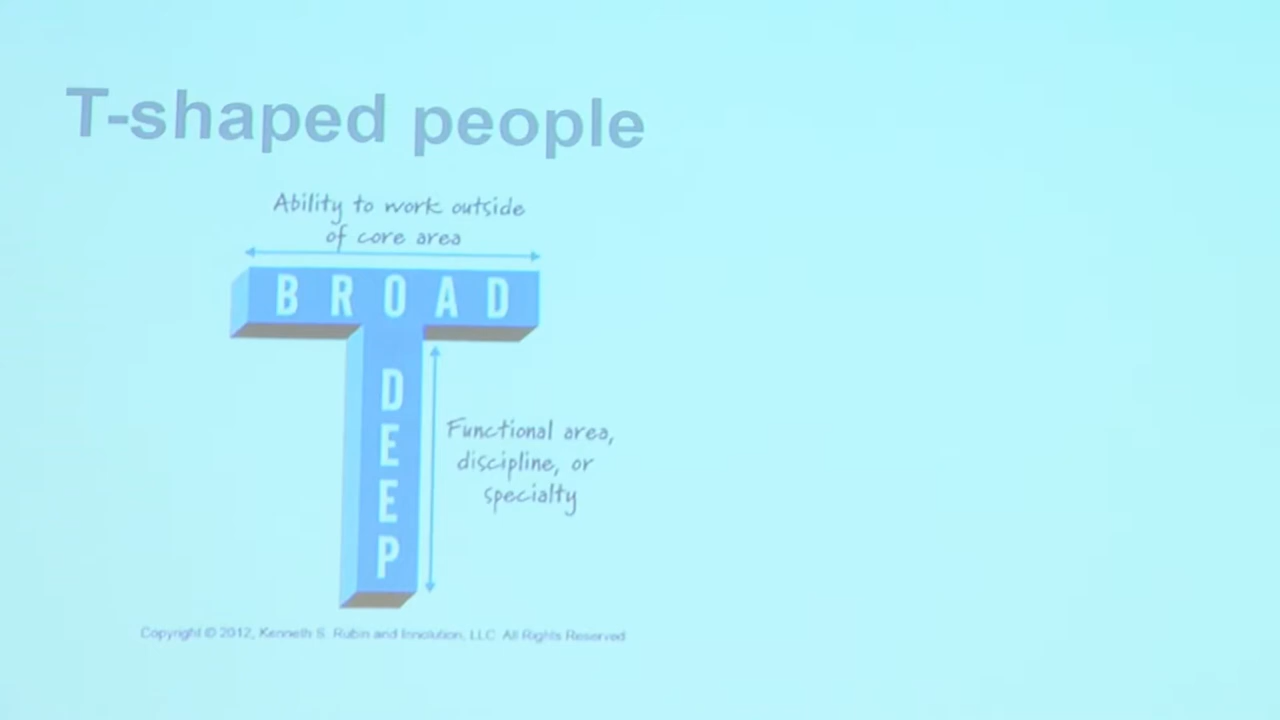 T-shaped people
Ability to work outside
of core area
BROAD
DEEP
Functional area,
discipline, or
specialty
Copyright © 2012, Kenneth S. Rubin and Innolution, LLC. All Rights Reserved